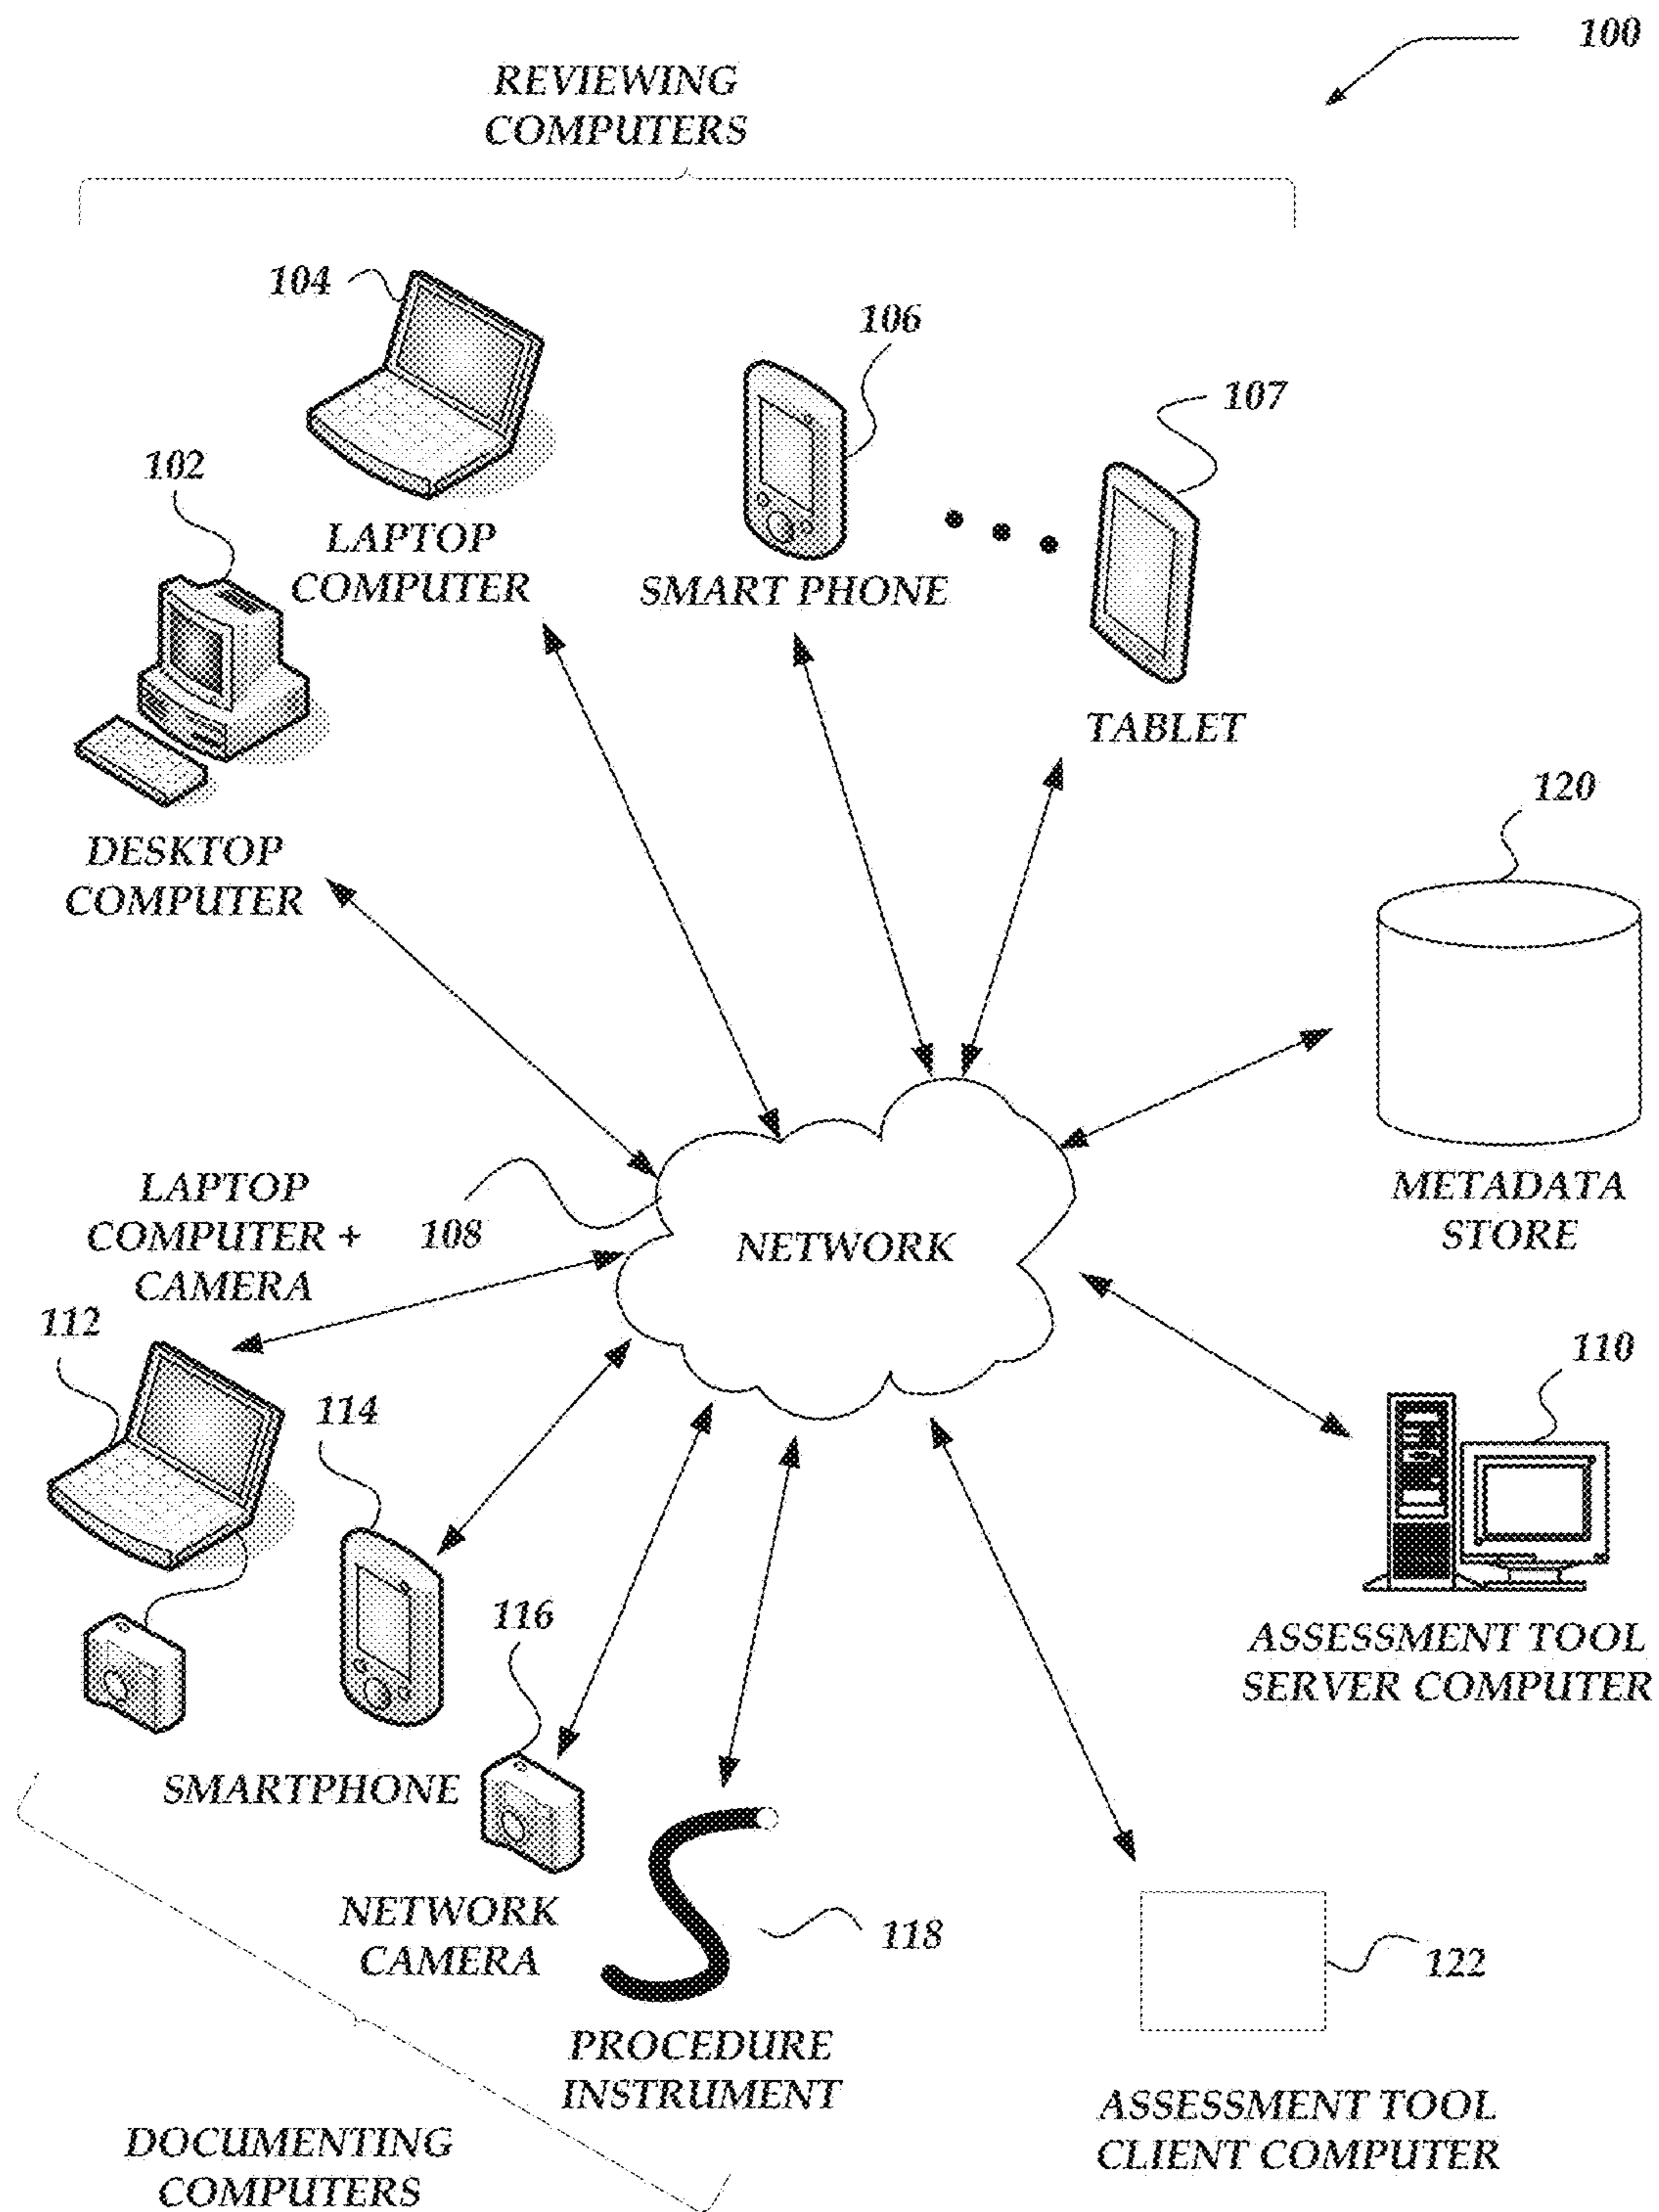 100
REVIEWING
COMPUTERS
104
106
107
102
LAPTOP
COMPUTER
SMART PHONE
TABLET
120
DESKTOP
COMPUTER
METADATA
STORE
LAPTOP
COMPUTER +
CAMERA
108
NETWORK
112
110
114
116
ASSESSMENT TOOL
SERVER COMPUTER
SMARTPHONE
NETWORK
CAMERA
118
122
PROCEDURE
INSTRUMENT
ASSESSMENT TOOL
CLIENT COMPUTER
DOCUMENTING
COMPUTERS